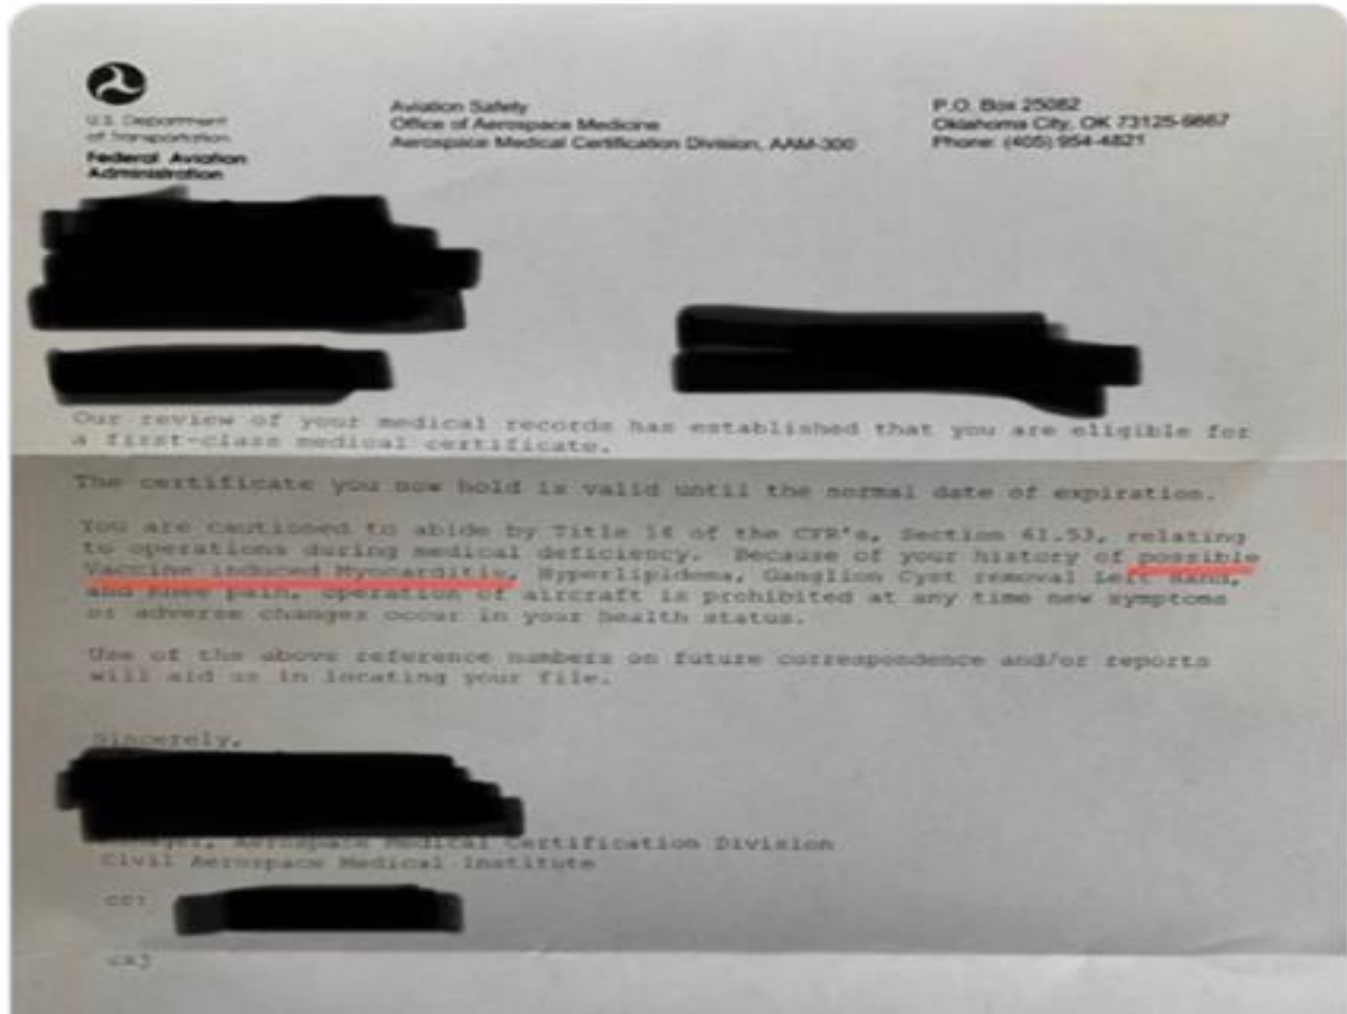 U.S. Department
of Transportation
Federal Aviation
Administration
Aviation Safety
Office of Aerospace Medicine
Aerospace Medical Certification Division, AAM-300
P.O. Box 25082
Oklahoma City, OK 73125-9867
Phone: (405) 954-4821
Our review of your medical records has established that you are eligible for
a first-class medical certificate.
The certificate you now hold is valid until the normal date of expiration.
You are cautioned to abide by Title 14 of the CFR's, Section 61.53, relating
to operations during medical deficiency. Because of your history of possible
Vaccine induced Myocarditis, Hyperlipidema, Ganglion Cyst removal Left Hand,
and Knee pain, operation of aircraft is prohibited at any time new symptoms
or adverse changes occur in your health status.
Use of the above reference numbers on future correspondence and/or reports
will aid us in locating your file.
Sincerely,
Aerospace Medical Certification Division
Civil Aerospace Medical Institute
cc: